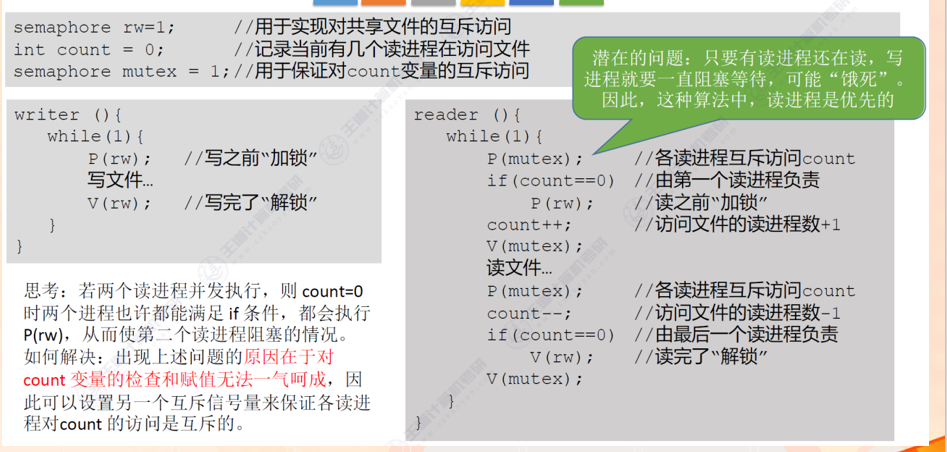 semaphore rw=1;      //用于实现对共享文件的互斥访问
int count = 0;       //记录当前有几个读进程在访问文件
semaphore mutex = 1;//用于保证对count变量的互斥访问
潜在的问题：只要有读进程还在读，写
进程就要一直阻塞等待，可能“饿死”。
因此，这种算法中，读进程是优先的
writer (){
while(1){
P(rw);   //写之前“加锁”
写文件…
V(rw);   //写完了“解锁”
}
}
思考：若两个读进程并发执行，则 count=0
时两个进程也许都能满足 if 条件，都会执行
P(rw)，从而使第二个读进程阻塞的情况。
如何解决：出现上述问题的原因在于对
count 变量的检查和赋值无法一气呵成，因
此可以设置另一个互斥信号量来保证各读进
程对count 的访问是互斥的。
reader (){
while(1){
P(mutex);     //各读进程互斥访问count
if(count==0)  //由第一个读进程负责
P(rw);    //读之前“加锁”
count++;      //访问文件的读进程数+1
V(mutex);
读文件…
P(mutex);     //各读进程互斥访问count
count--;      //访问文件的读进程数-1
if(count==0)  //由最后一个读进程负责
V(rw);    //读完了“解锁”
V(mutex);
}
}